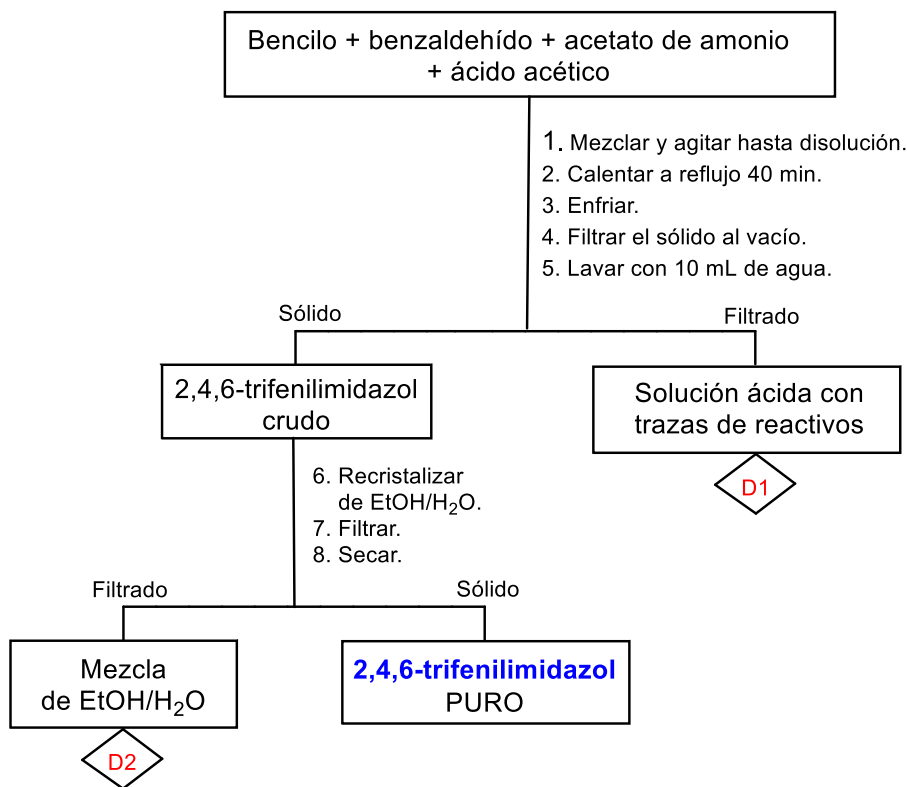 Bencilo + benzaldehído + acetato de amonio
+ ácido acético
1. Mezclar y agitar hasta disolución.
2. Calentar a reflujo 40 min.
3. Enfriar.
4. Filtrar el sólido al vacío.
5. Lavar con 10 mL de agua.
Sólido
Filtrado
2,4,6-trifenilimidazol
crudo
Solución ácida con
trazas de reactivos
D1
6. Recristalizar
de EtOH/H₂O.
7. Filtrar.
8. Secar.
Filtrado
Sólido
Mezcla
de EtOH/H₂O
2,4,6-trifenilimidazol
PURO
D2